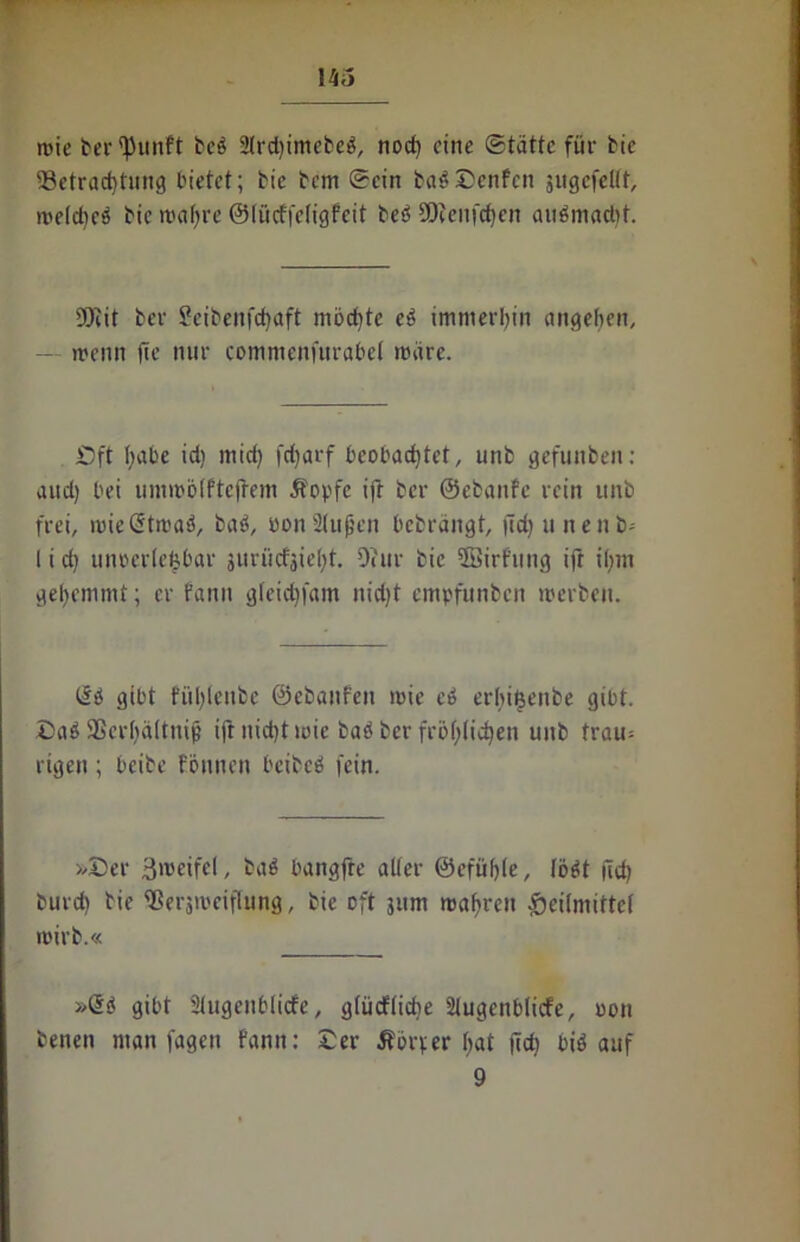 145
wie der Punkt des Archimedes, noch eine Stätte für die
Betrachtung bietet; die dem Sein das Denken zugesellt,
welches die wahre Glückseligkeit des Menschen ausmacht.
Mit der Leidenschaft möchte es immerhin angehen,
— wenn sie nur commensurabel wäre.
Oft habe ich mich scharf beobachtet, und gefunden:
auch bei umwölktestem Kopfe ist der Gedanke rein und
frei, wie Etwas, das, von Außen bedrängt, sich unend-
lich unverletzbar zurückzieht. Nur die Wirkung ist ihm
gehemmt; er kann gleichsam nicht empfunden werden.
Es gibt kühlende Gedanken wie es erhitzende gibt.
Das Verhältniß ist nicht wie das der fröhlichen und trau-
rigen; beide können beides sein.
»Der Zweifel, das bangste aller Gefühle, löst sich
durch die Verzweiflung, die oft zum wahren Heilmittel
wird.«
»Es gibt Augenblicke, glückliche Augenblicke, von
denen man sagen kann: Der Körper hat sich bis auf
9